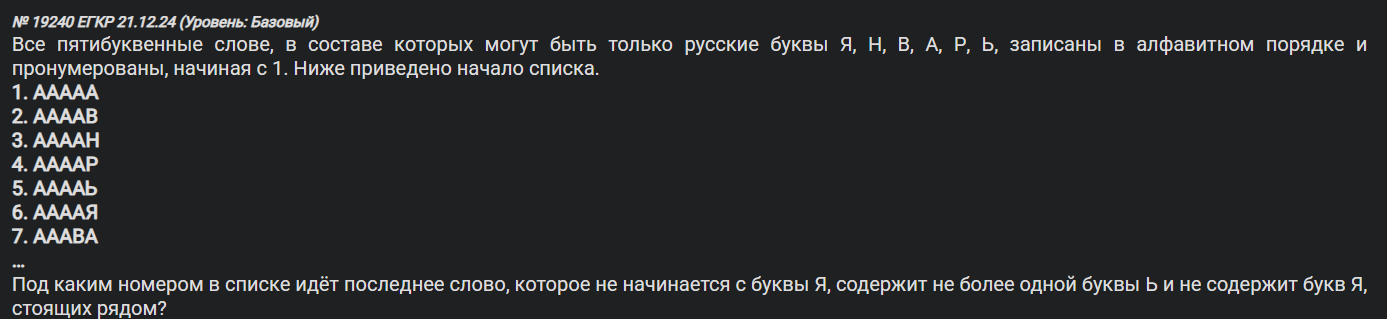 № 19240 ЕГКР 21.12.24 (Уровень: Базовый)
Все пятибуквенные слове, в составе которых могут быть только русские буквы Я, Н, В, А, Р, Ь, записаны в алфавитном порядке и
пронумерованы, начиная с 1. Ниже приведено начало списка.
1. ААААА
2. ААААВ
3. ААААН
4. ААААР
5. ААААЬ
6. ААААЯ
7. АААВА
...
Под каким номером в списке идёт последнее слово, которое не начинается с буквы Я, содержит не более одной буквы Ь и не содержит букв Я,
стоящих рядом?